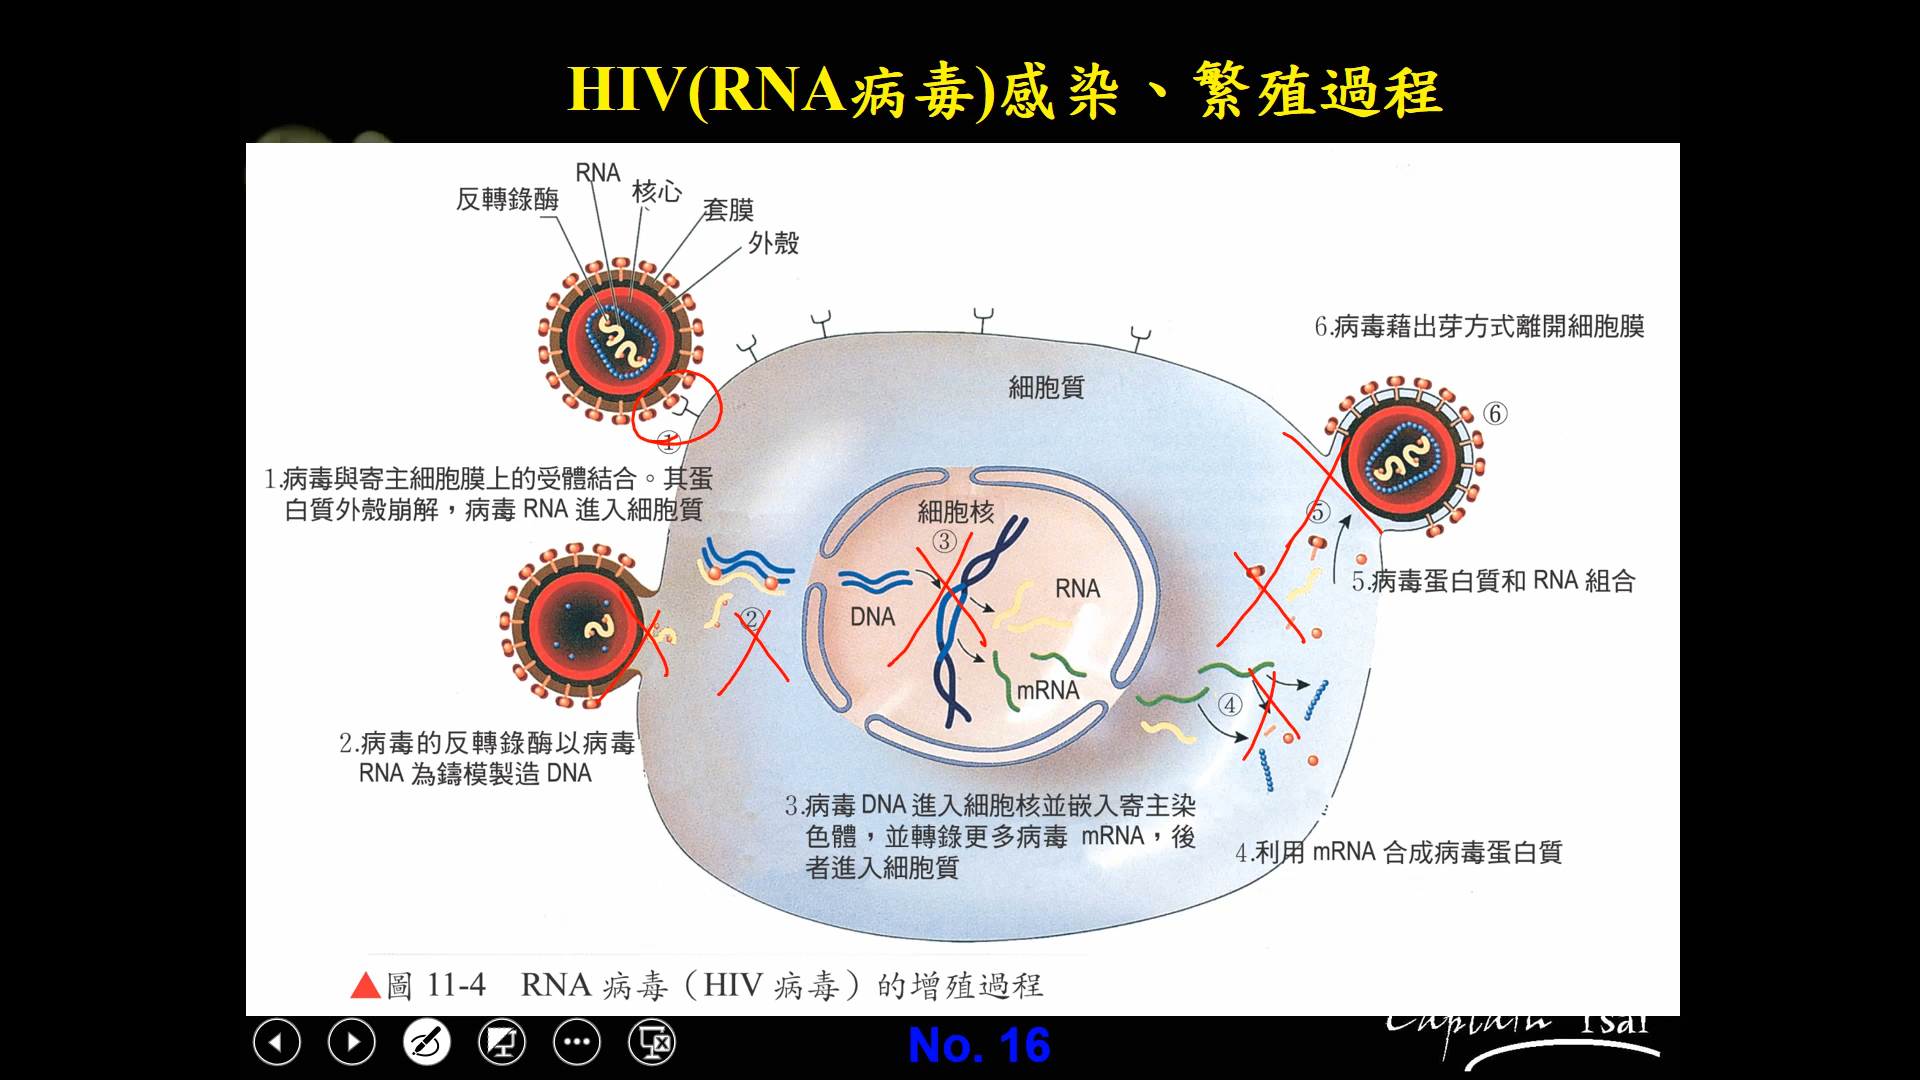 HIV(RNA病毒)感染、繁殖過程
RNA
反轉錄酶
核心
套膜
外殼
①
1.病毒與寄主細胞膜上的受體結合。其蛋
白質外殼崩解，病毒 RNA 進入細胞質
細胞質
6.病毒藉出芽方式離開細胞膜
⑥
細胞核
③
⑤
②
DNA
RNA
mRNA
5.病毒蛋白質和 RNA 組合
④
2.病毒的反轉錄酶以病毒
RNA 為鑄模製造 DNA
3.病毒 DNA 進入細胞核並嵌入寄主染
色體，並轉錄更多病毒 mRNA，後
者進入細胞質
4.利用 mRNA 合成病毒蛋白質
▲圖 11-4 RNA 病毒（HIV 病毒）的增殖過程
No. 16
Captain Tsai